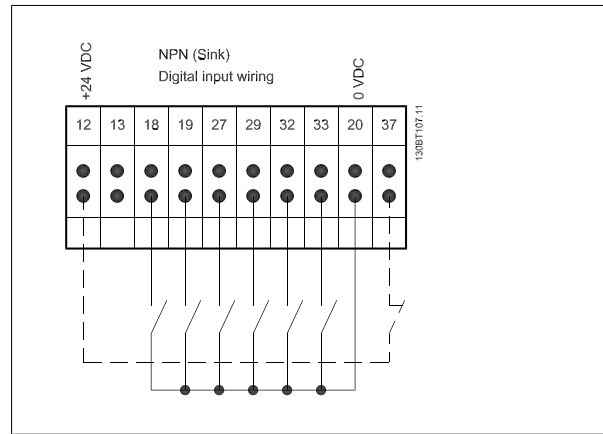 +24 VDC
NPN (Sink)
Digital input wiring
0 VDC
12 13 18 19 27 29 32 33 20 37
130BT107.11